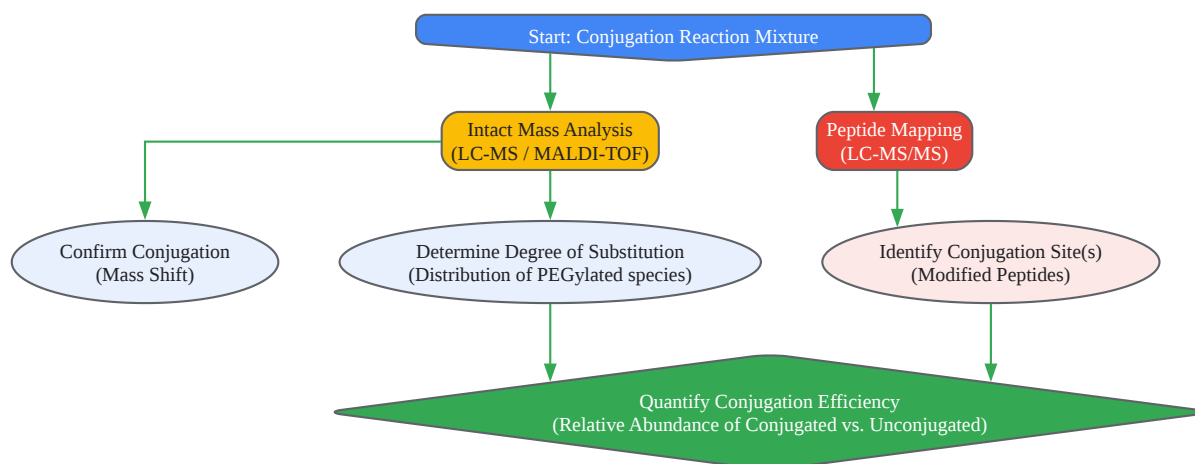 Start: Conjugation Reaction Mixture
Intact Mass Analysis
(LC-MS / MALDI-TOF)
Peptide Mapping
(LC-MS/MS)
Confirm Conjugation
(Mass Shift)
Determine Degree of Substitution
(Distribution of PEGylated species)
Identify Conjugation Site(s)
(Modified Peptides)
Quantify Conjugation Efficiency
(Relative Abundance of Conjugated vs. Unconjugated)